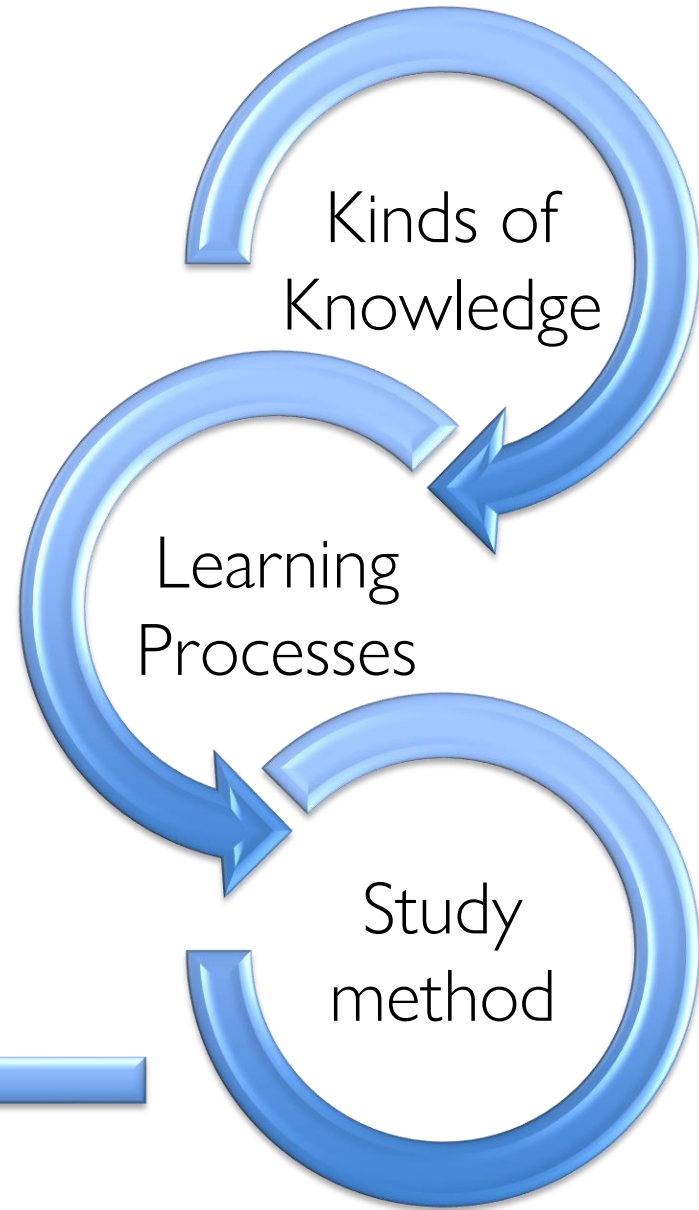 Kinds of
Knowledge
Learning
Processes
Study
method